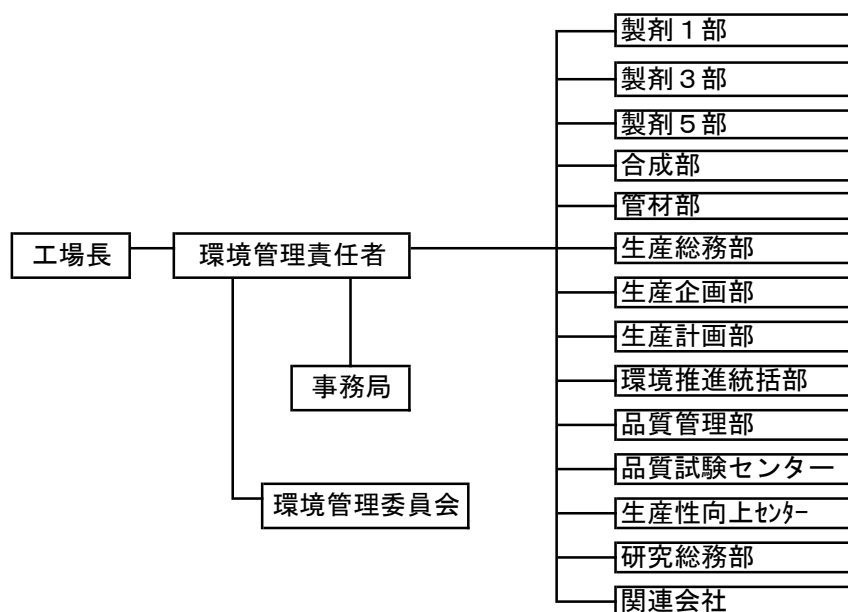 製剤１部
製剤３部
製剤５部
合成部
管材部
工場長
環境管理責任者
生産総務部
生産企画部
生産計画部
環境推進統括部
事務局
品質管理部
品質試験センター
環境管理委員会
生産性向上ｾﾝﾀｰ
研究総務部
関連会社